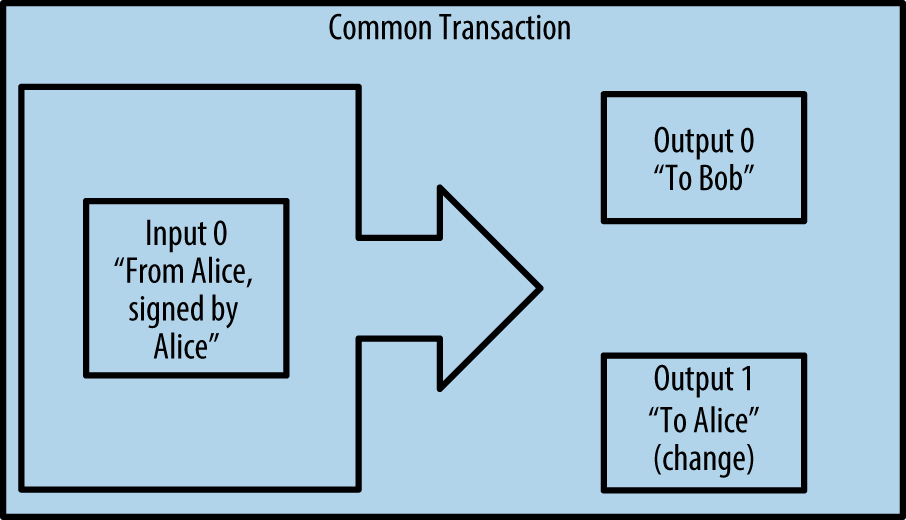 Common Transaction
Input 0
“From Alice,
signed by
Alice”
Output 0
“To Bob”
Output 1
“To Alice”
(change)